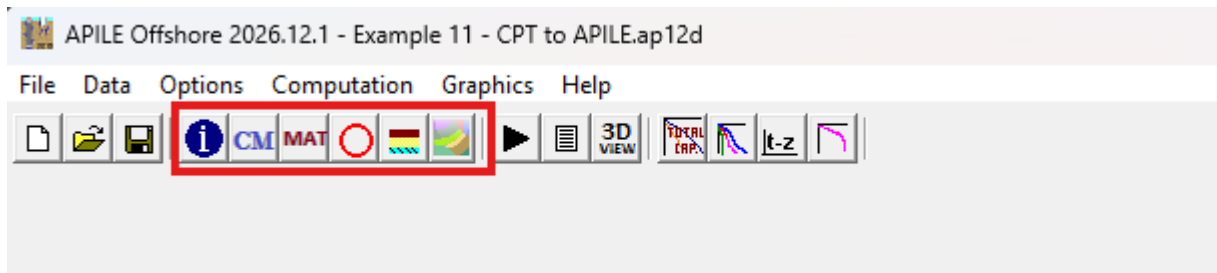 APILE Offshore 2026.12.1 - Example 11 - CPT to APILE.ap12d
File Data Options Computation Graphics Help
i CM MAT 3D VIEW TOTAL CAP. t-z